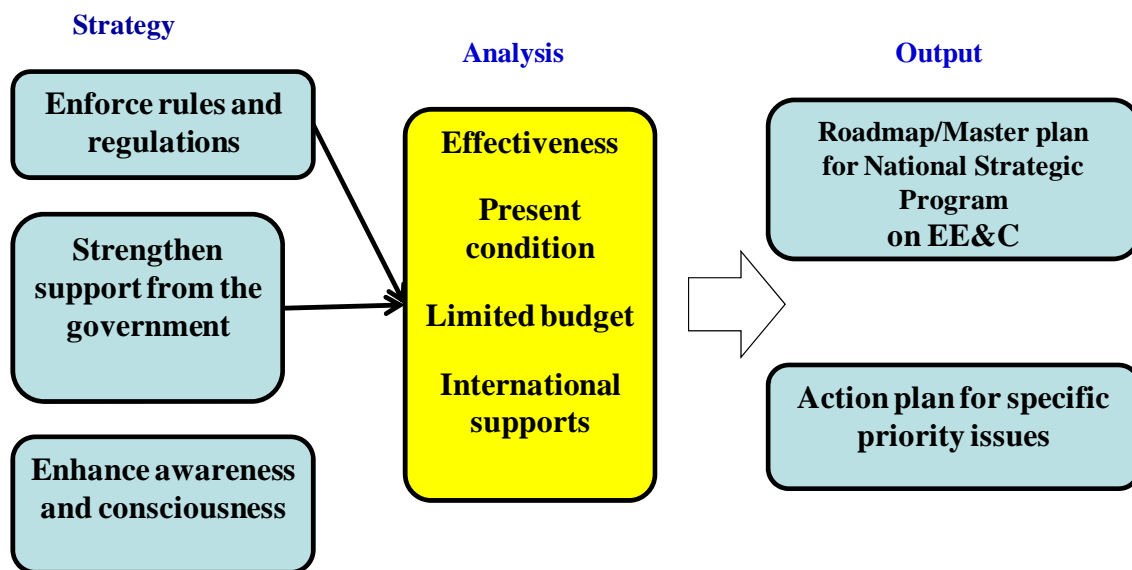 Strategy
Enforce rules and
regulations
Strengthen
support from the
government
Enhance awareness
and consciousness
Analysis
Effectiveness
Present
condition
Limited budget
International
supports
Output
Roadmap/Master plan
for National Strategic
Program
on EE&C
Action plan for specific
priority issues